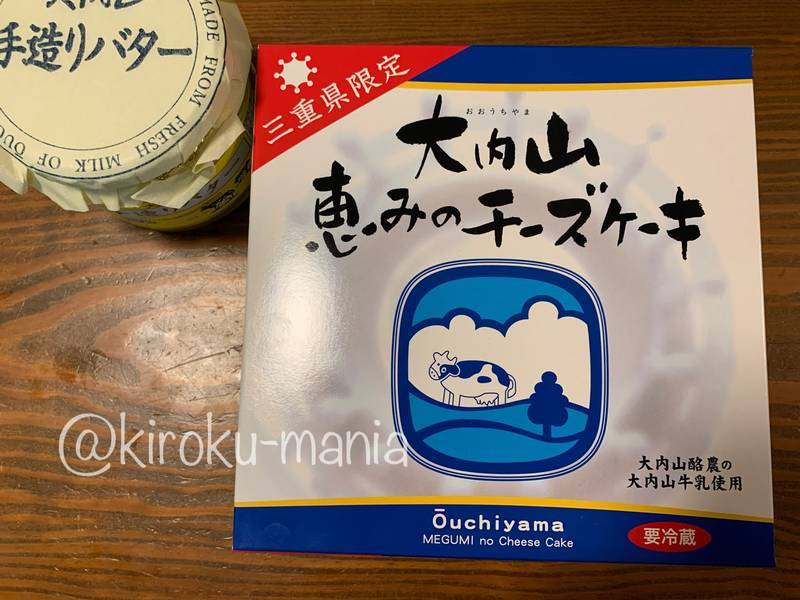 手造りバター
MADE FROM FRESH MILK OF
三重県限定
おおうちやま
大内山
恵みのチーズケーキ
@kiroku-mania
大内山酪農の
大内山牛乳使用
Ōuchiyama
MEGUMI no Cheese Cake
要冷蔵